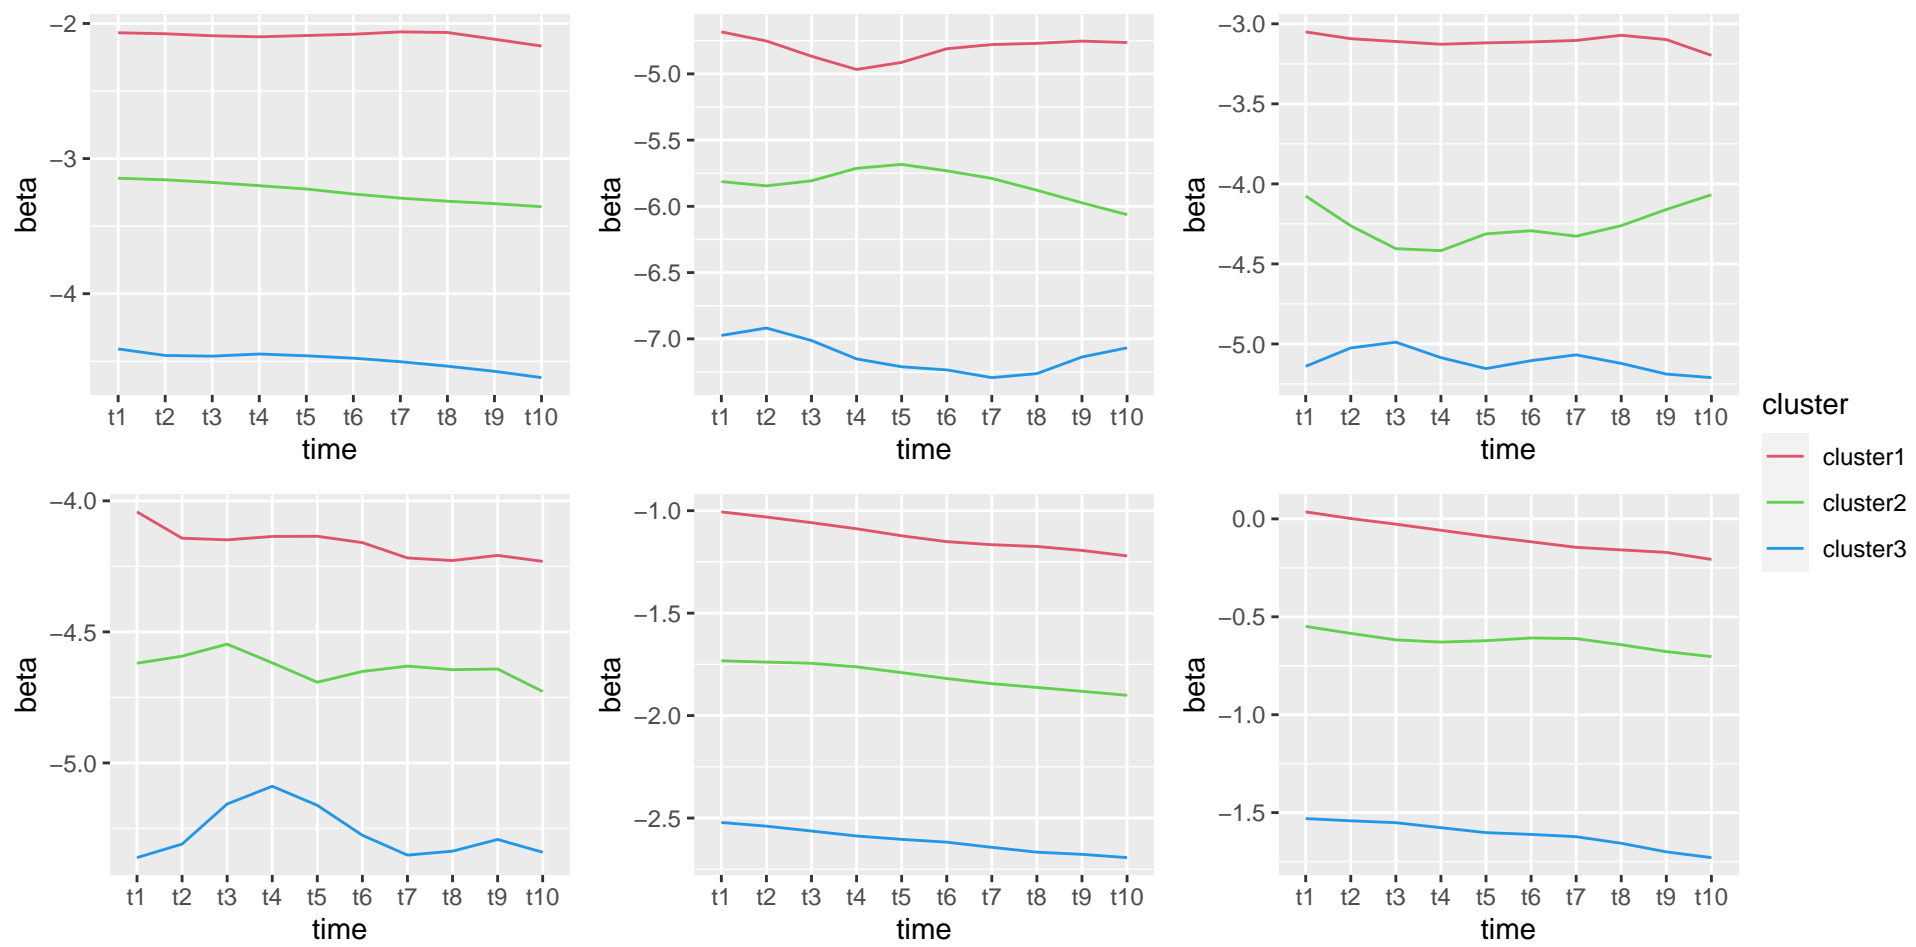 −2
−3
−4
beta
t1 t2 t3 t4 t5 t6 t7 t8 t9 t10
time
−5.0
−5.5
−6.0
−6.5
−7.0
beta
t1 t2 t3 t4 t5 t6 t7 t8 t9 t10
time
−3.0
−3.5
−4.0
−4.5
−5.0
beta
t1 t2 t3 t4 t5 t6 t7 t8 t9 t10
time
−4.0
−4.5
−5.0
beta
t1 t2 t3 t4 t5 t6 t7 t8 t9 t10
time
−1.0
−1.5
−2.0
−2.5
beta
t1 t2 t3 t4 t5 t6 t7 t8 t9 t10
time
0.0
−0.5
−1.0
−1.5
beta
t1 t2 t3 t4 t5 t6 t7 t8 t9 t10
time
cluster
cluster1
cluster2
cluster3